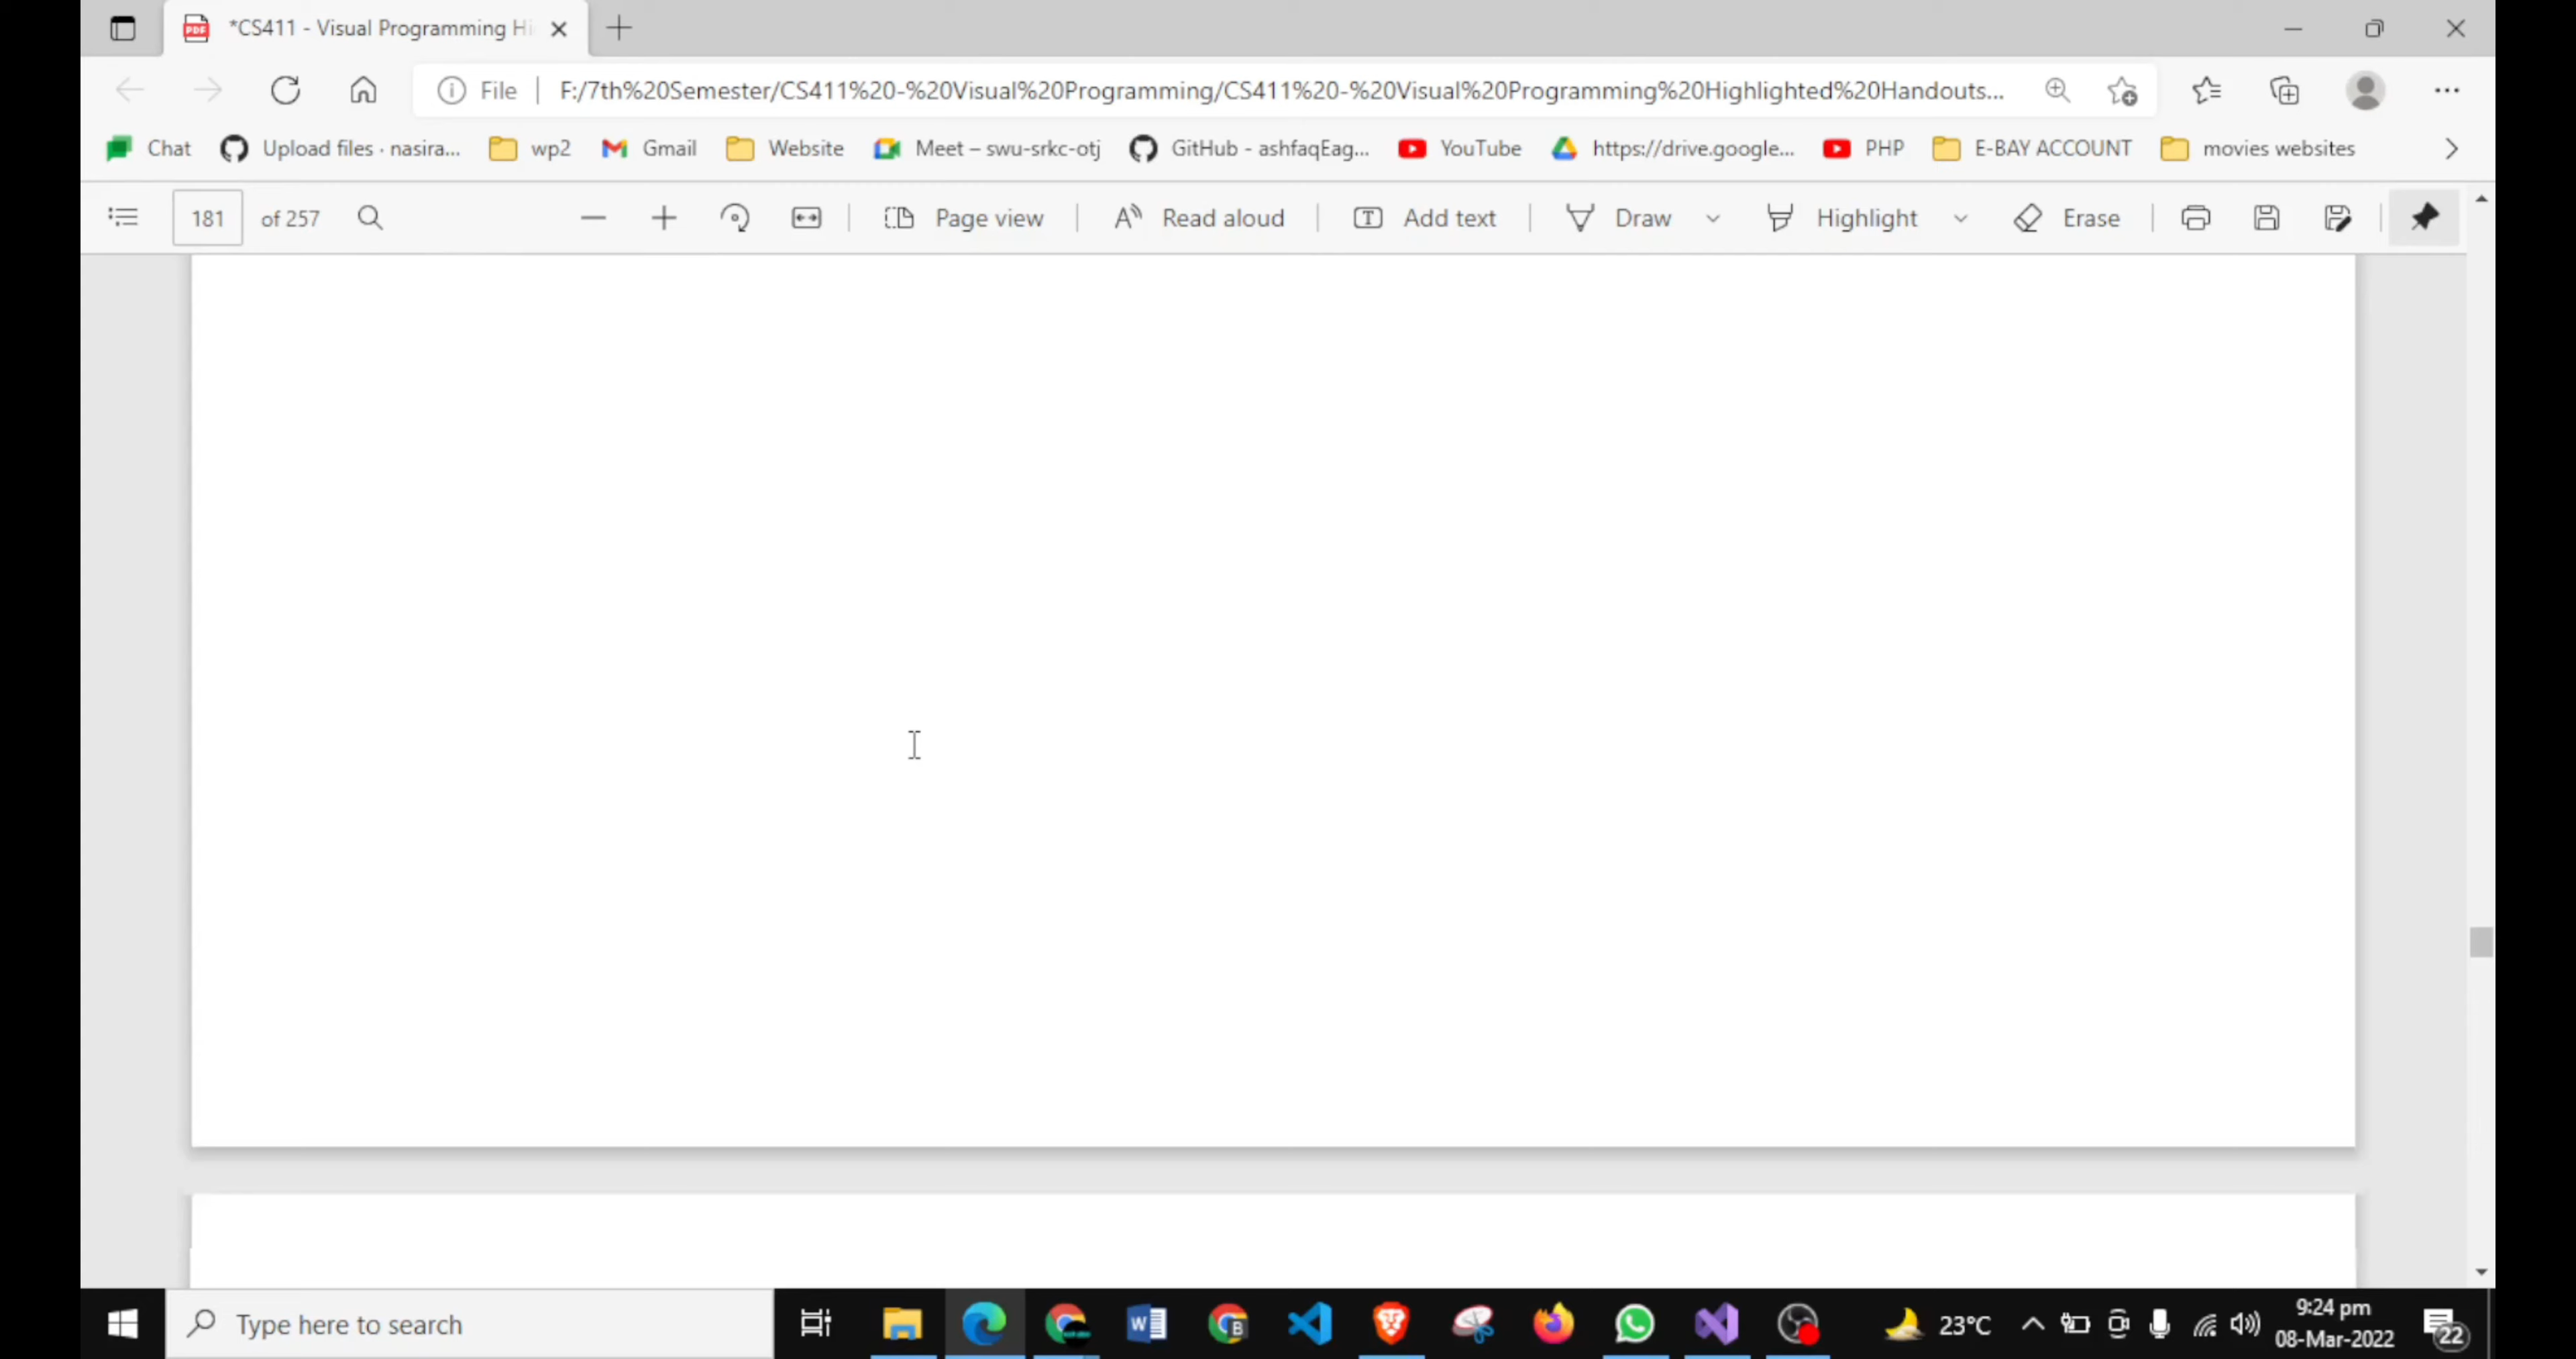 *CS411 - Visual Programming Hi
File F:/7th%20Semester/CS411%20-%20Visual%20Programming/CS411%20-%20Visual%20Programming%20Highlighted%20Handouts...
Chat Upload files · nasira... wp2 Gmail Website Meet – swu-srkc-otj GitHub - ashfaqEag... YouTube https://drive.google... PHP E-BAY ACCOUNT movies websites
181 of 257 Page view Read aloud Add text Draw Highlight Erase
Type here to search 23°C 9:24 pm
08-Mar-2022 22